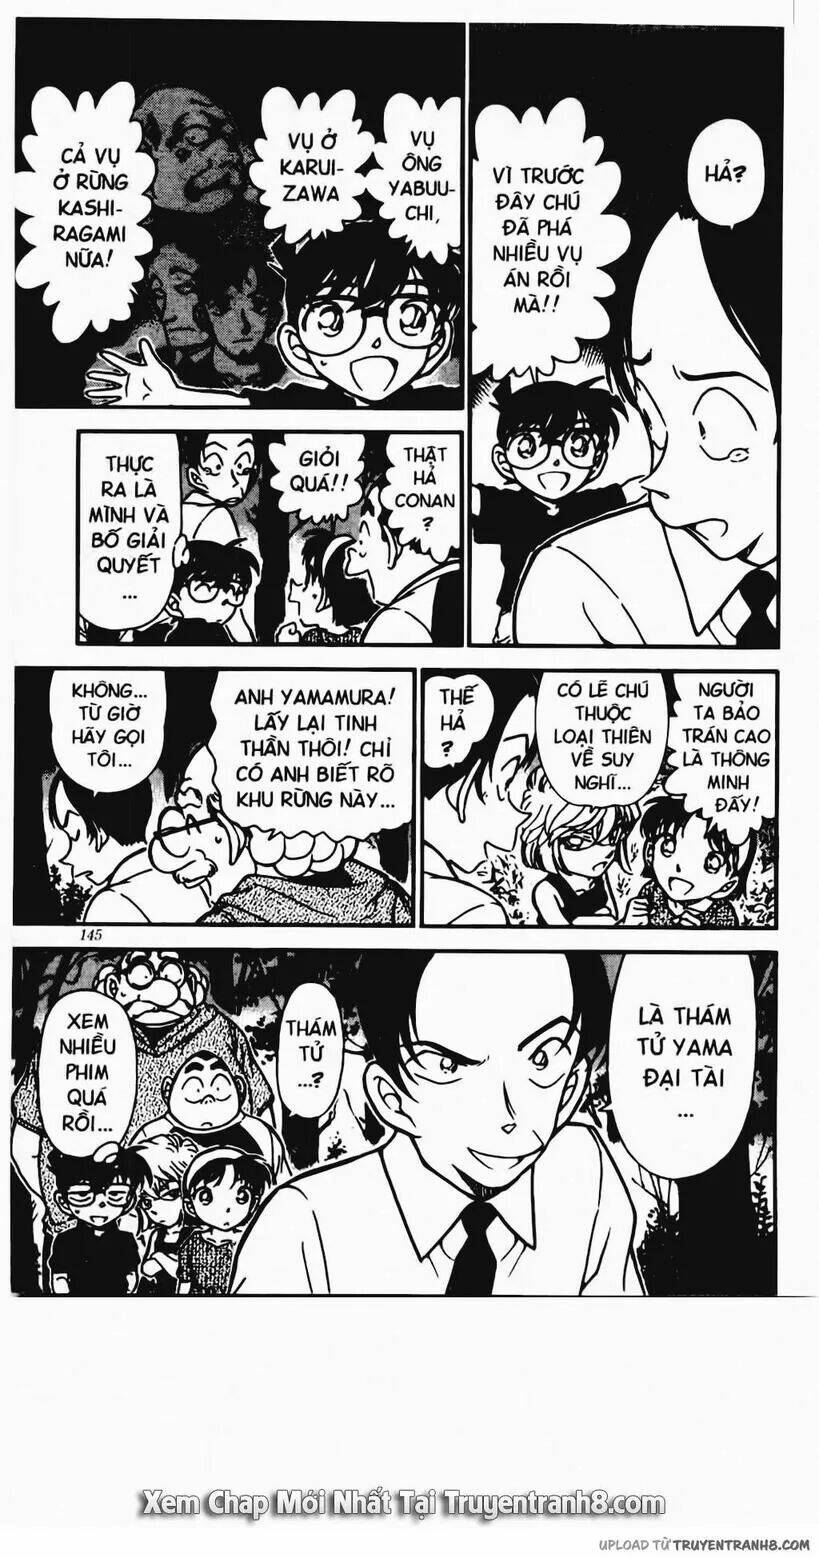 HẢ?
VÌ TRƯỚC
ĐÂY CHÚ
ĐÃ PHÁ
NHIỀU VỤ
ÁN RỒI
MÀ!!
VỤ
ÔNG
YABUU-
CHI,
VỤ Ở
KARUI-
ZAWA
CẢ VỤ
Ở RỪNG
KASHI-
RAGAMI
NỮA!
THẬT
HẢ
CONAN
?
GIỎI
QUÁ!!
THỰC
RA LÀ
MÌNH VÀ
BỐ GIẢI
QUYẾT
...
NGƯỜI
TA BẢO
TRÁN CAO
LÀ THÔNG
MINH
ĐẤY!
CÓ LẼ CHÚ
THUỘC
LOẠI THIÊN
VỀ SUY
NGHĨ...
THẾ
HẢ
?
ANH YAMAMURA!
LẤY LẠI TINH
THẦN THÔI! CHỈ
CÓ ANH BIẾT RÕ
KHU RỪNG NÀY...
KHÔNG...
TỪ GIỜ
HÃY GỌI
TÔI...
145
LÀ THÁM
TỬ YAMA
ĐẠI TÀI
...
THÁM
TỬ
...?
XEM
NHIỀU
PHIM
QUÁ
RỒI...
Xem Chap Mới Nhất Tại Truyentranh8.com
UPLOAD TỪ TRUYENTRANH8.COM